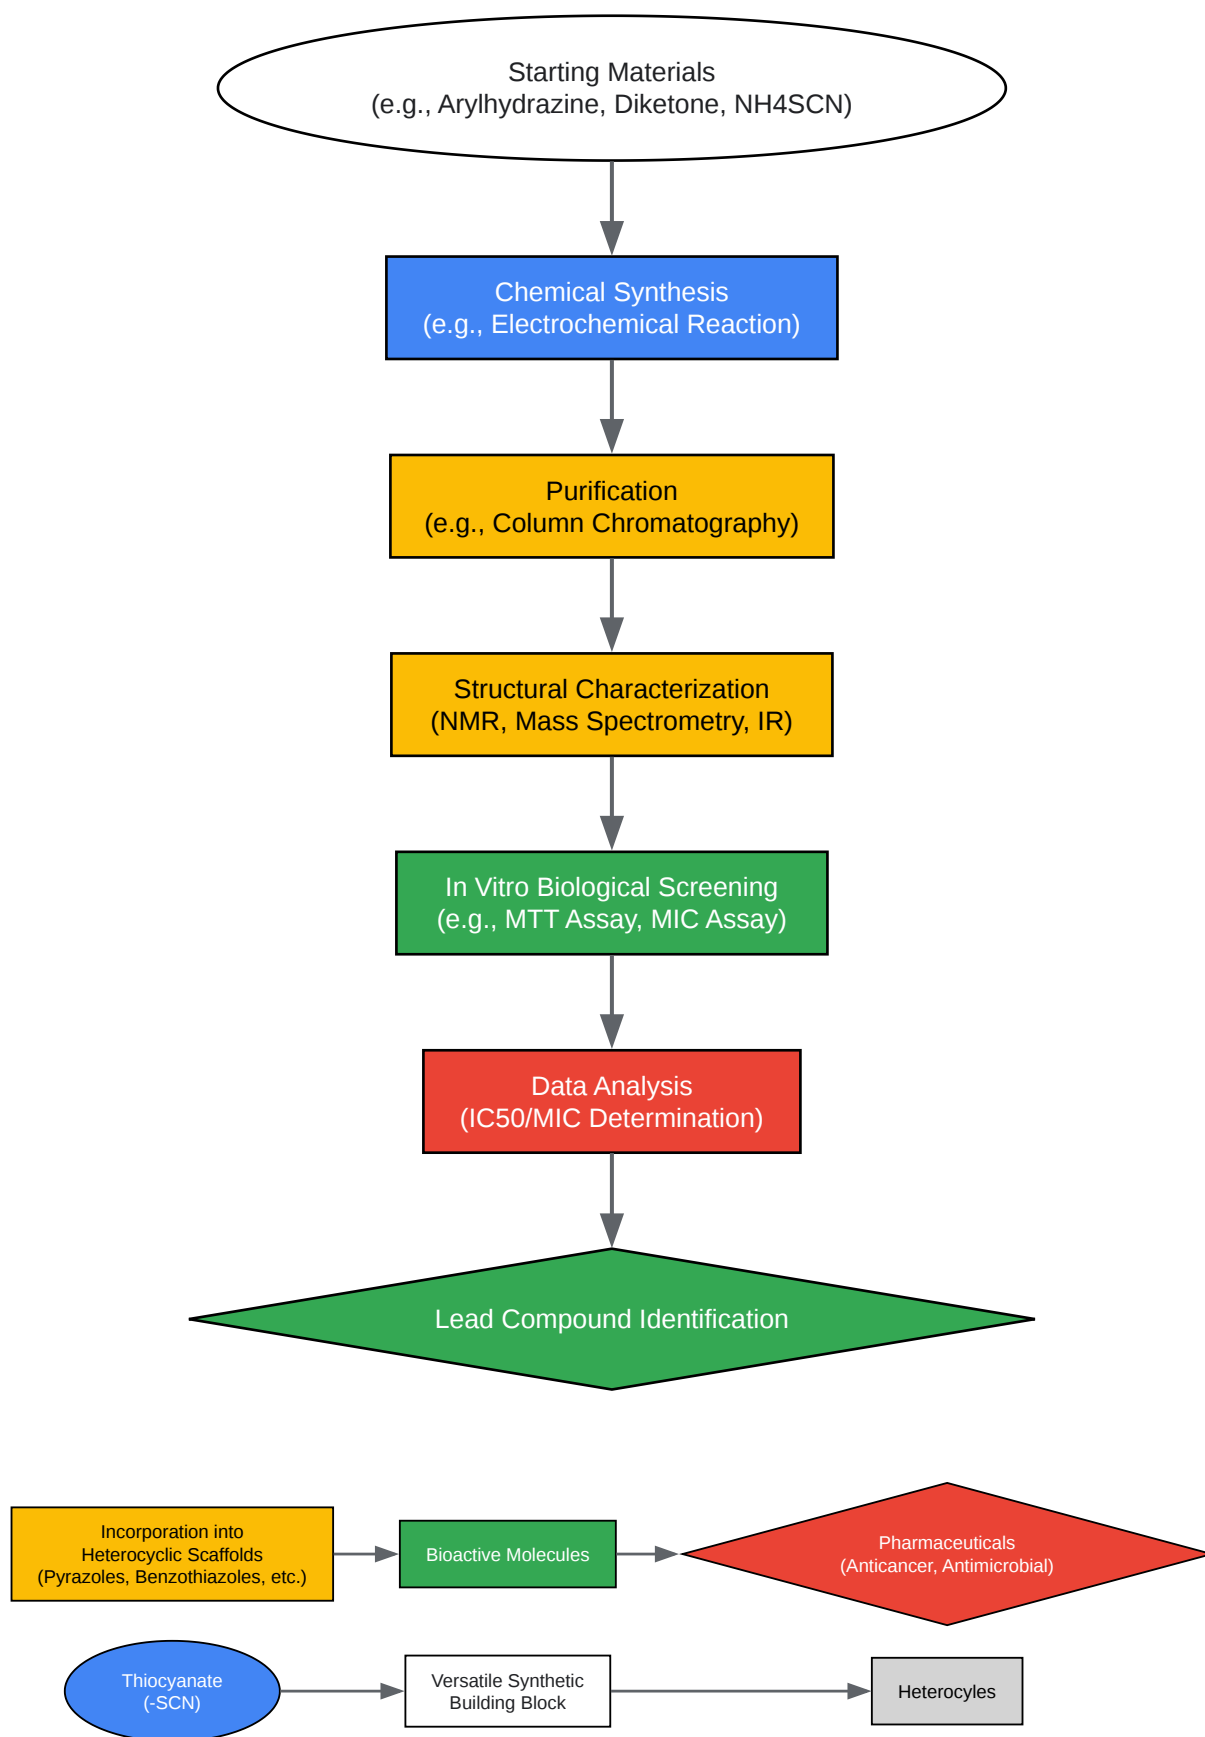 Starting Materials
(e.g., Arylhydrazine, Diketone, NH4SCN)
Chemical Synthesis
(e.g., Electrochemical Reaction)
Purification
(e.g., Column Chromatography)
Structural Characterization
(NMR, Mass Spectrometry, IR)
In Vitro Biological Screening
(e.g., MTT Assay, MIC Assay)
Data Analysis
(IC50/MIC Determination)
Lead Compound Identification
Incorporation into
Heterocyclic Scaffolds
(Pyrazoles, Benzothiazoles, etc.)
Bioactive Molecules
Pharmaceuticals
(Anticancer, Antimicrobial)
Thiocyanate
(-SCN)
Versatile Synthetic
Building Block
Heterocyles